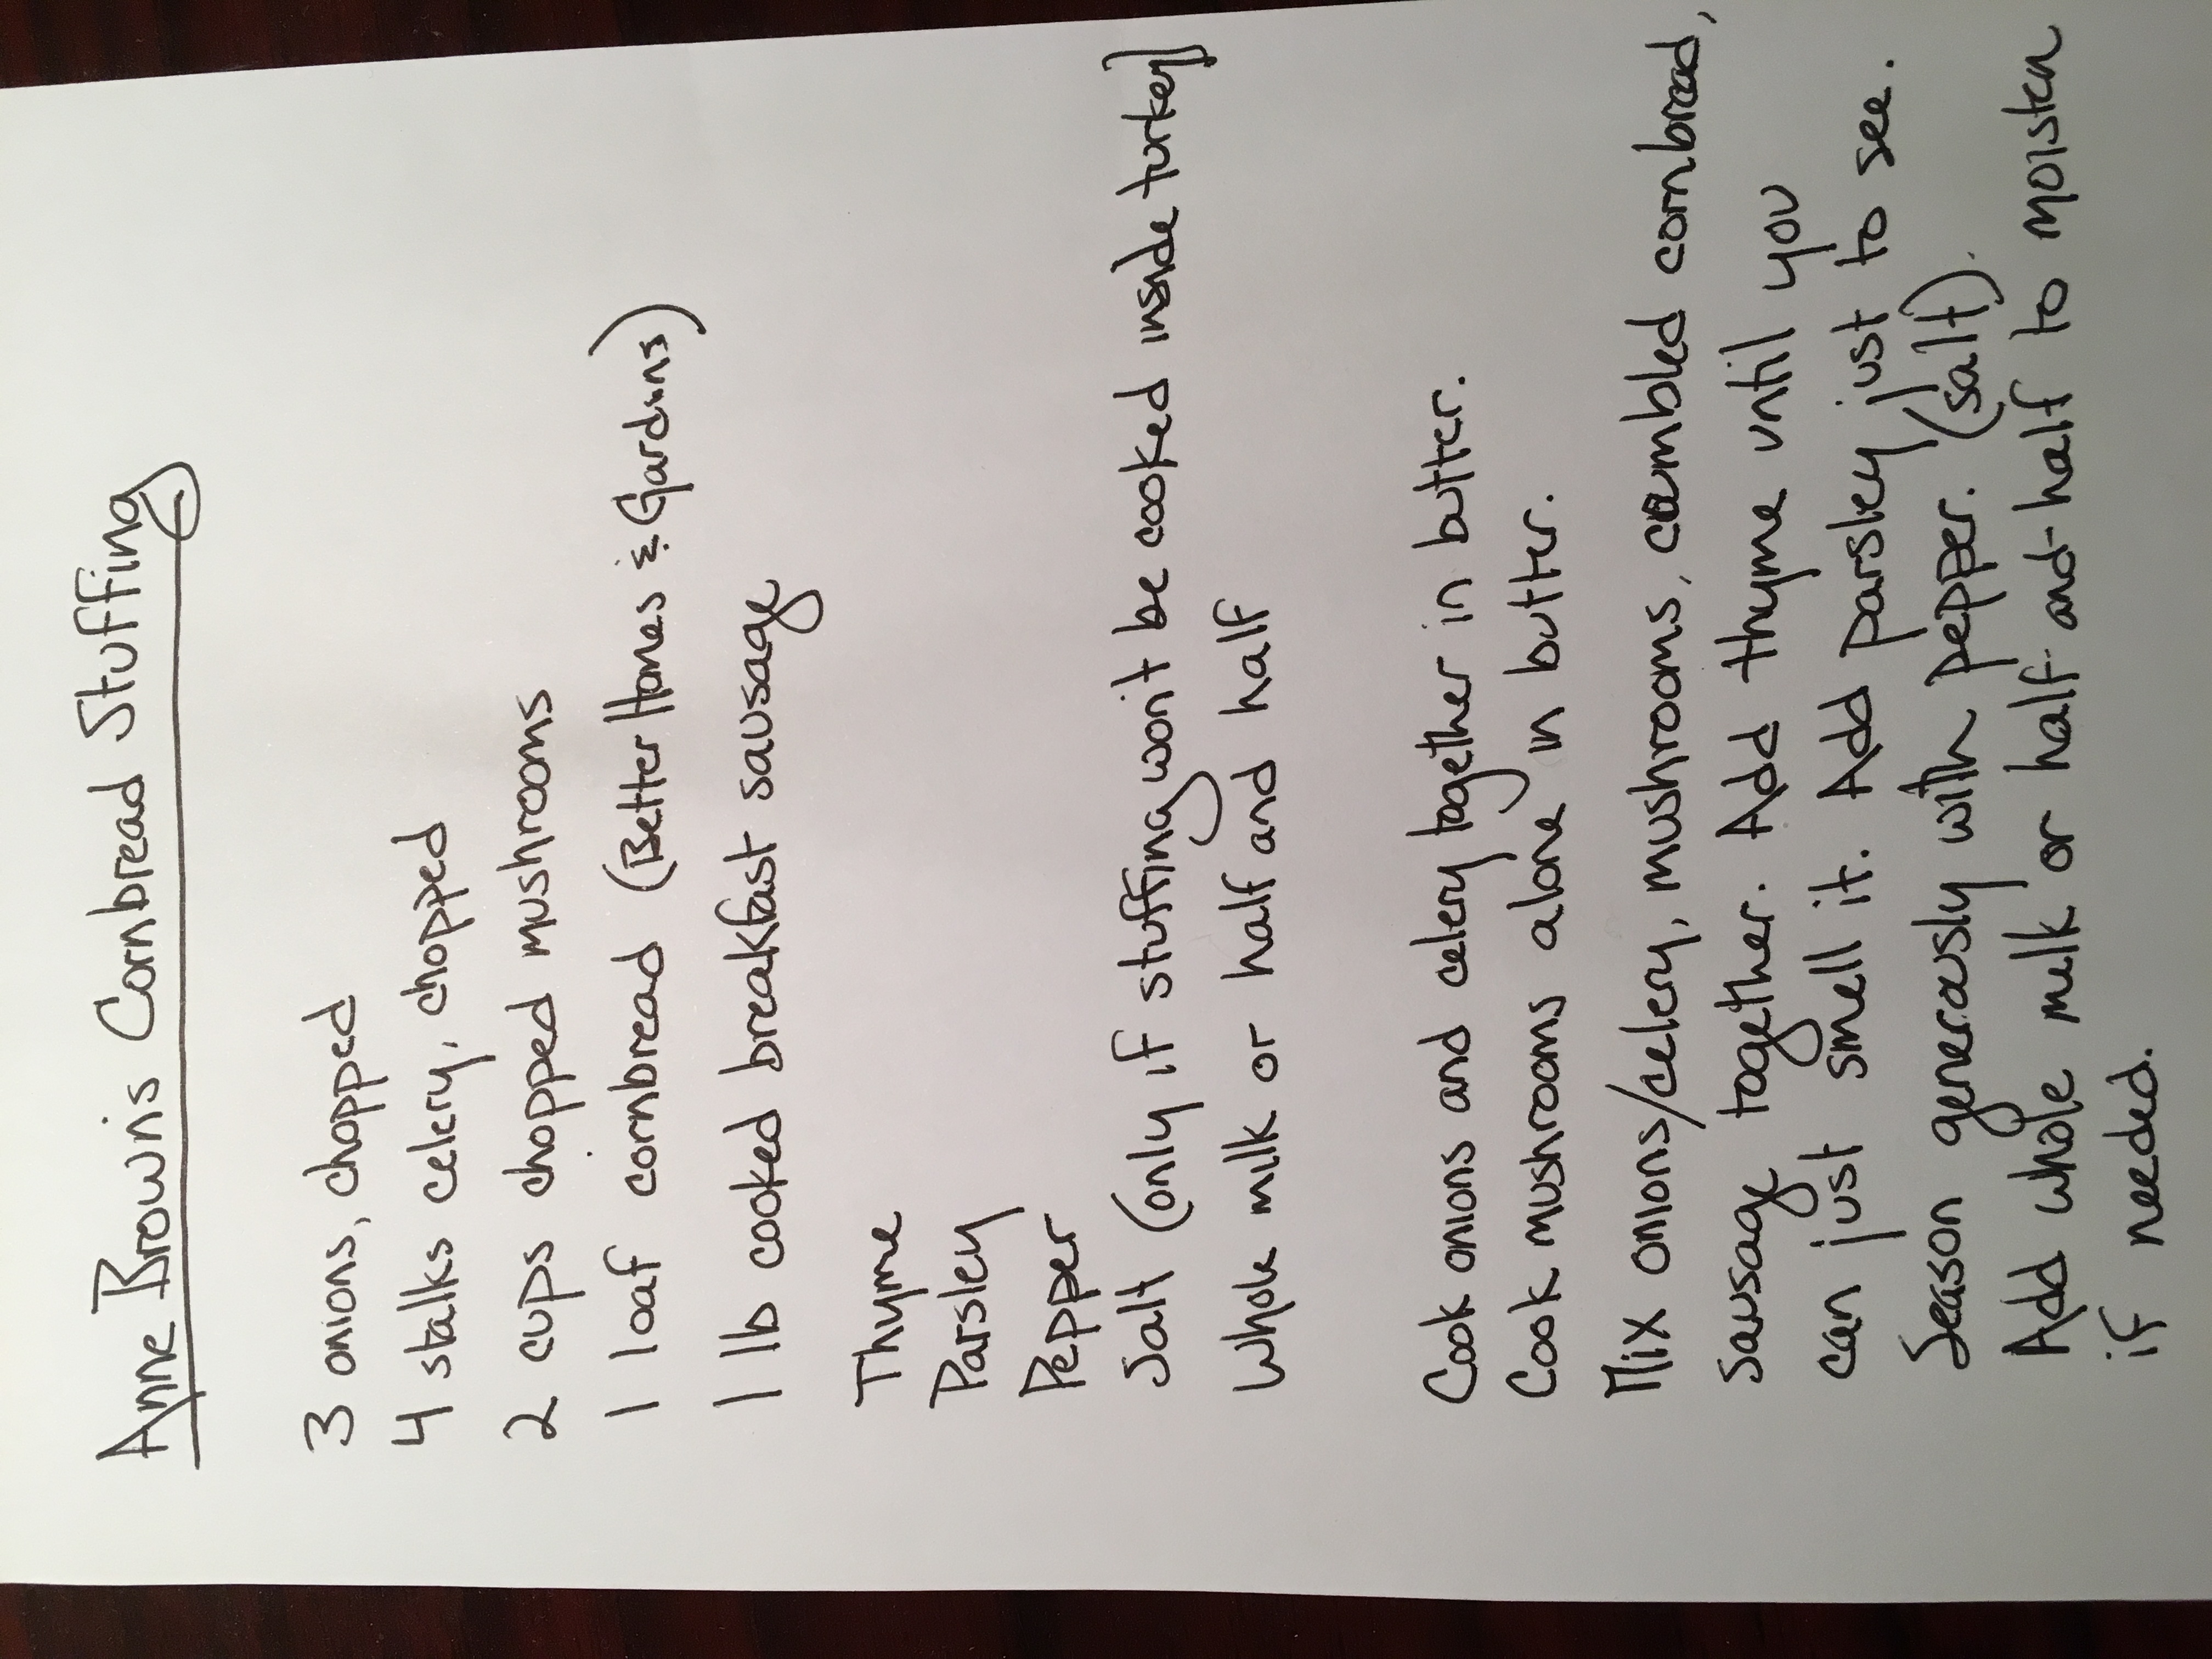 Anne Brown's Cornbread Stuffing
3 onions, chopped
4 stalks celery, chopped
2 cups chopped mushrooms
1 loaf cornbread (Better Homes & Gardens)
1 lb cooked breakfast sausage
Thyme
Parsley
Pepper
Salt (only if stuffing won't be cooked inside turkey)
Whole milk or half and half
Cook onions and celery together in butter.
Cook mushrooms alone in butter.
Mix onions/celery, mushrooms, crumbled cornbread,
sausage together. Add thyme until you
can just smell it. Add parsley just to see.
Season generously with pepper. (salt).
Add whole milk or half-and-half to moisten
if needed.